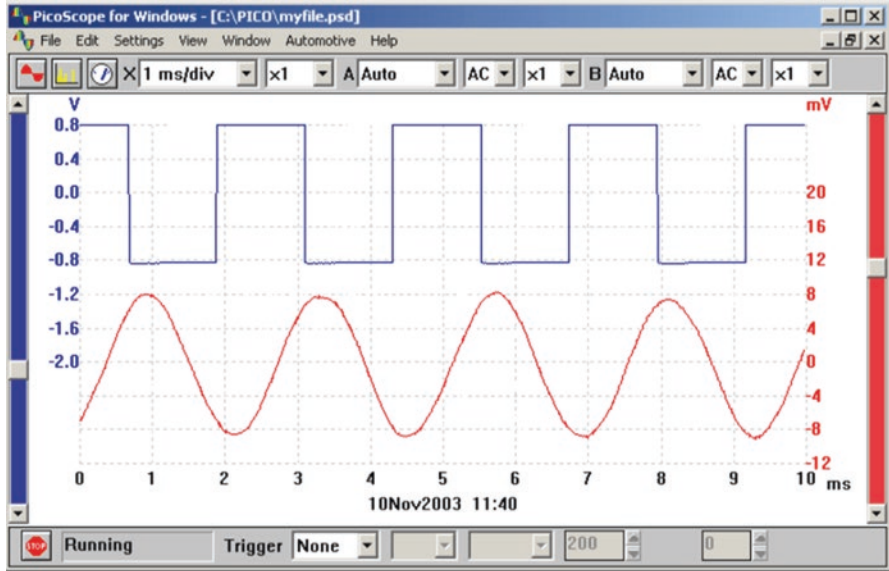 PicoScope for Windows - [C:\PICO\myfile.psd]
File Edit Settings View Window Automotive Help
X 1 ms/div x1 A Auto AC x1 B Auto AC x1
V mV
0.8
0.4
0.0 20
-0.4 16
-0.8 12
-1.2 8
-1.6 4
-2.0 0
-4
-8
-12
0 1 2 3 4 5 6 7 8 9 10 ms
10Nov2003 11:40
STOP Running Trigger None 200 0